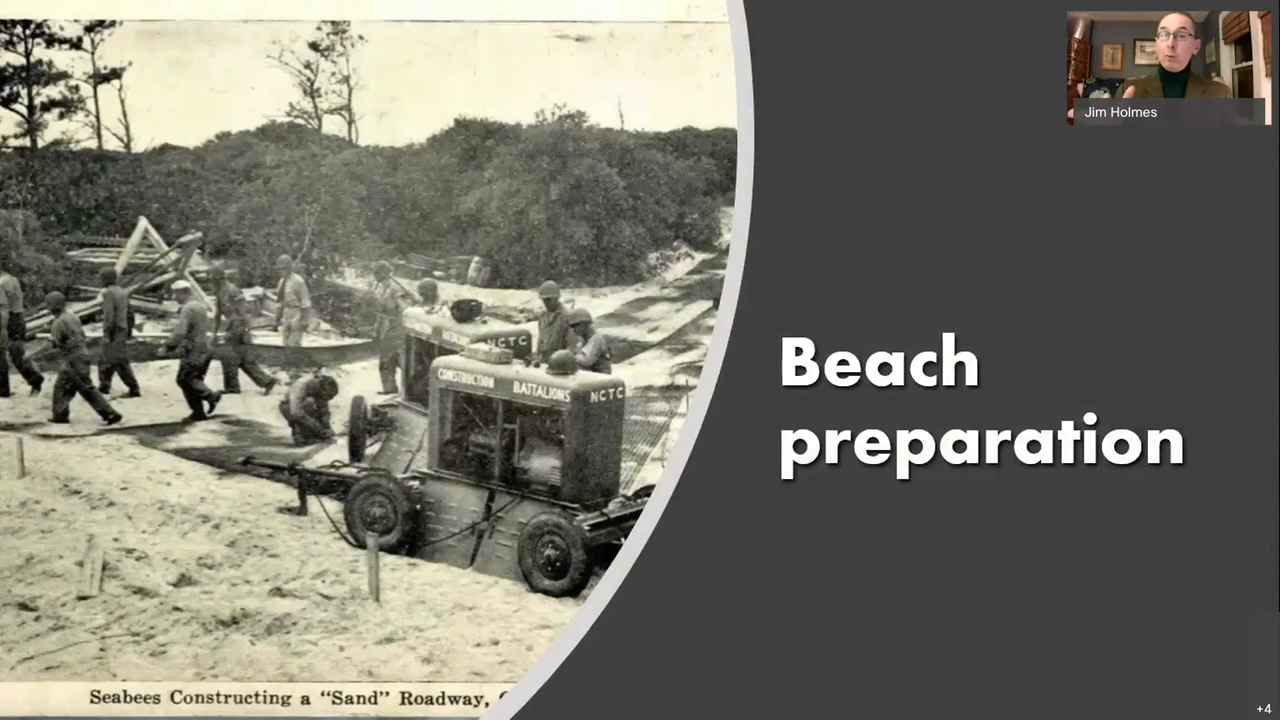 Jim Holmes
Beach
preparation
NCTC
CONSTRUCTION BATTALIONS NCTC
Seabees Constructing a “Sand” Roadway,
+4